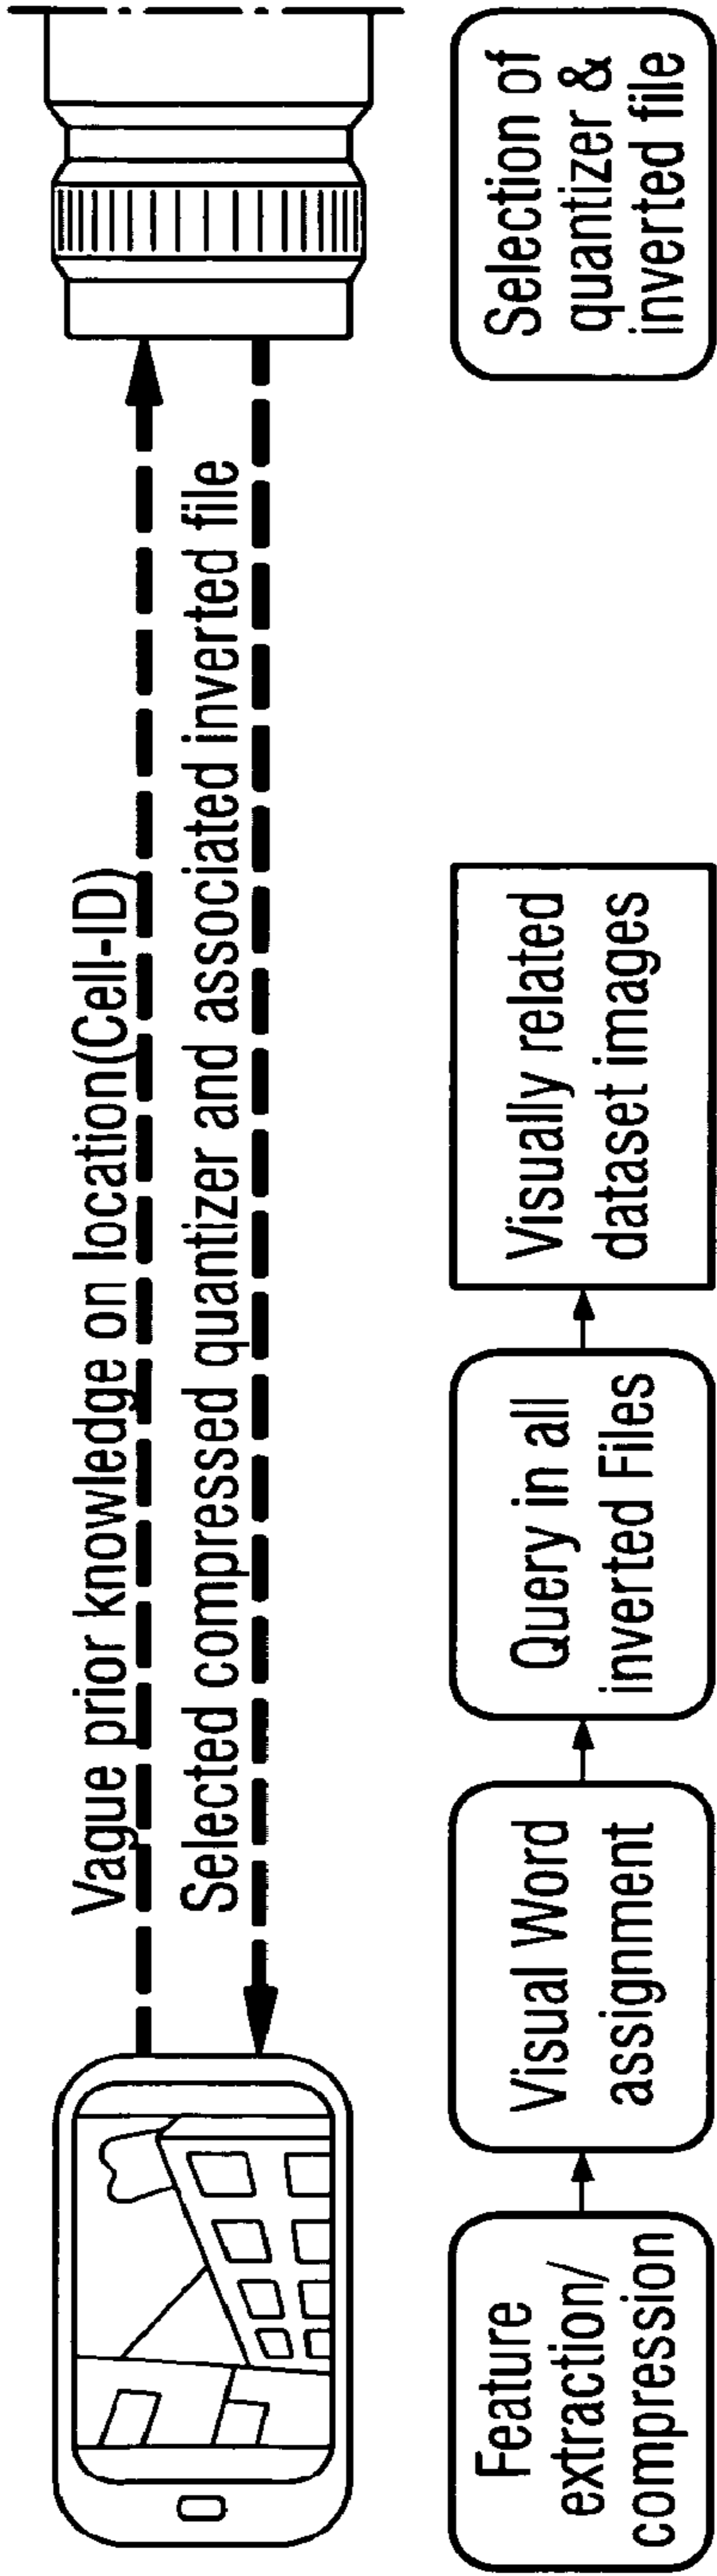 Vague prior knowledge on location(Cell-ID)
Selected compressed quantizer and associated inverted file
Feature
extraction/
compression
Visual Word
assignment
Query in all
inverted Files
Visually related
dataset images
Selection of
quantizer &
inverted file